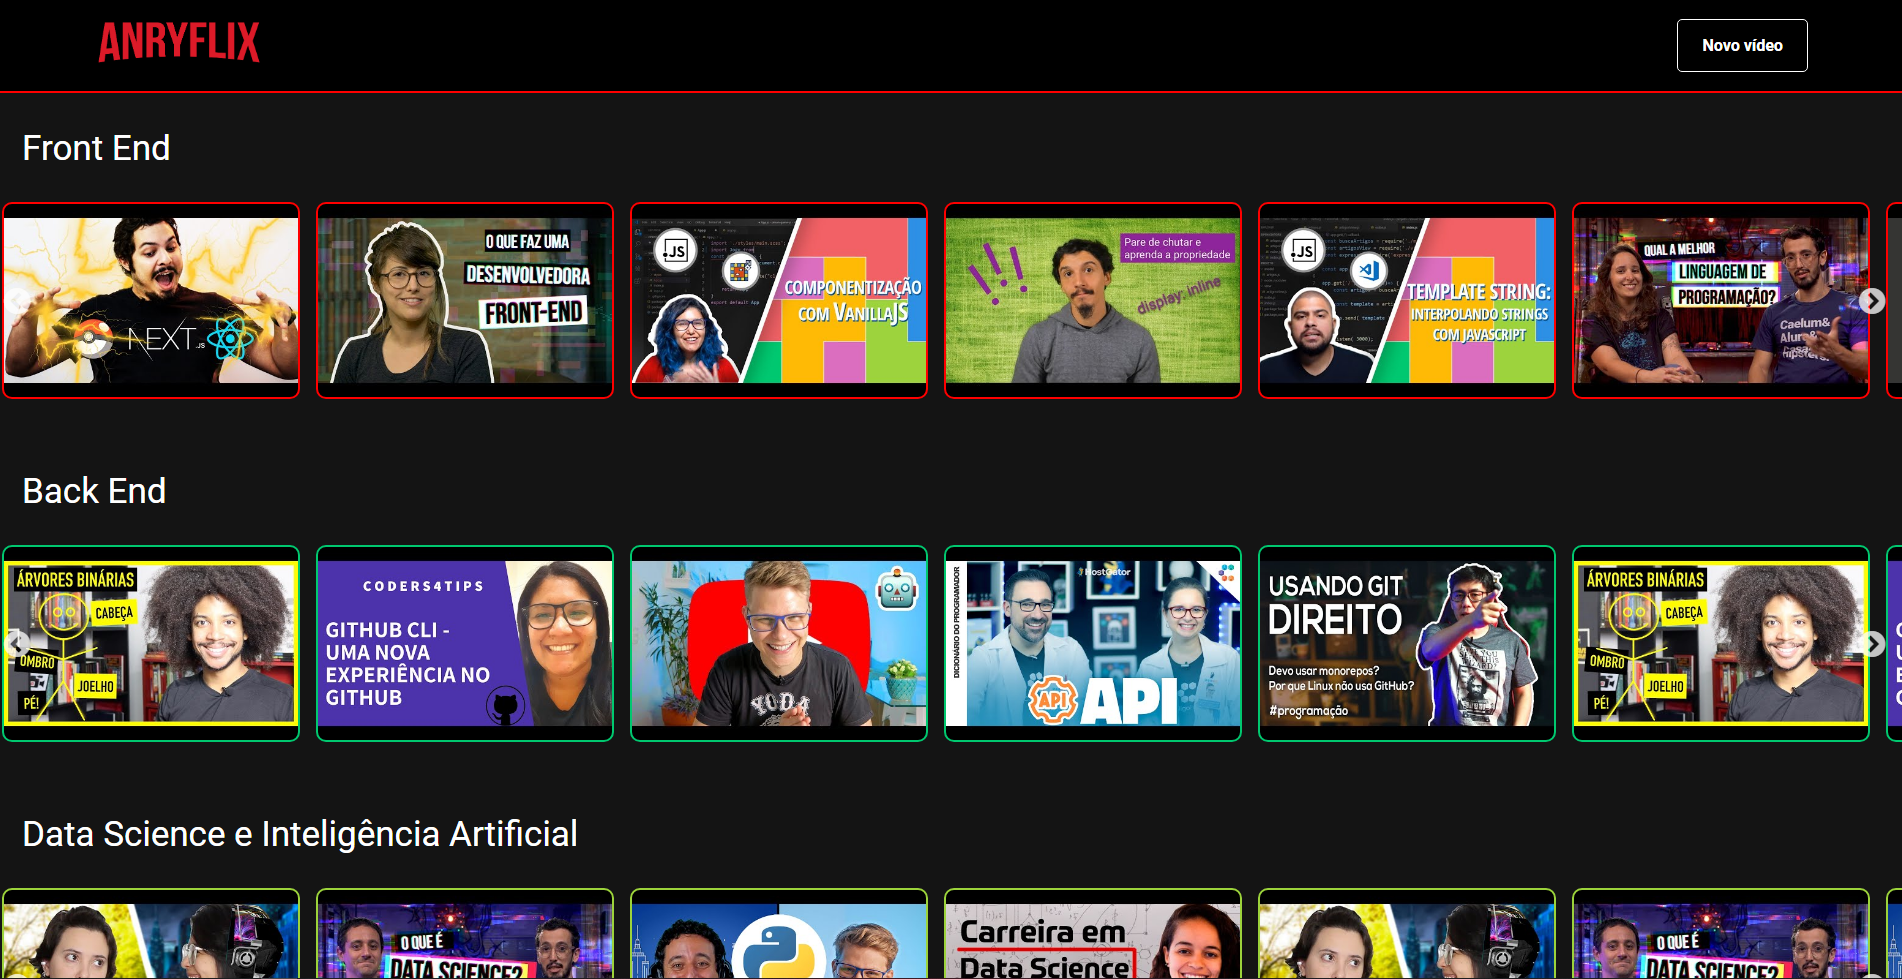 ANRYFLIX
Novo vídeo
Front End
NEXT.JS
O QUE FAZ UMA
DESENVOLVEDORA
FRONT-END
JS
COMPONENTIZAÇÃO
COM VANILLAJS
!!!
Pare de chutar e
aprenda a propriedade
display: inline
JS
TEMPLATE STRING:
INTERPOLANDO STRINGS
COM JAVASCRIPT
QUAL A MELHOR
LINGUAGEM DE
PROGRAMAÇÃO?
Caelum&
Alura&
Casa
Hipsters.
Back End
ÁRVORES BINÁRIAS
CABEÇA
OMBRO
JOELHO
PÉ!
CODERS4TIPS
GITHUB CLI -
UMA NOVA
EXPERIÊNCIA NO
GITHUB
YODA
DICIONÁRIO DO PROGRAMADOR
HostGator
API
API
USANDO GIT
DIREITO
Devo usar monorepos?
Por que Linux não usa GitHub?
#programação
ÁRVORES BINÁRIAS
CABEÇA
OMBRO
JOELHO
PÉ!
Data Science e Inteligência Artificial
O QUE É
DATA SCIENCE?
Carreira em
Data Science
O QUE É
DATA SCIENCE?